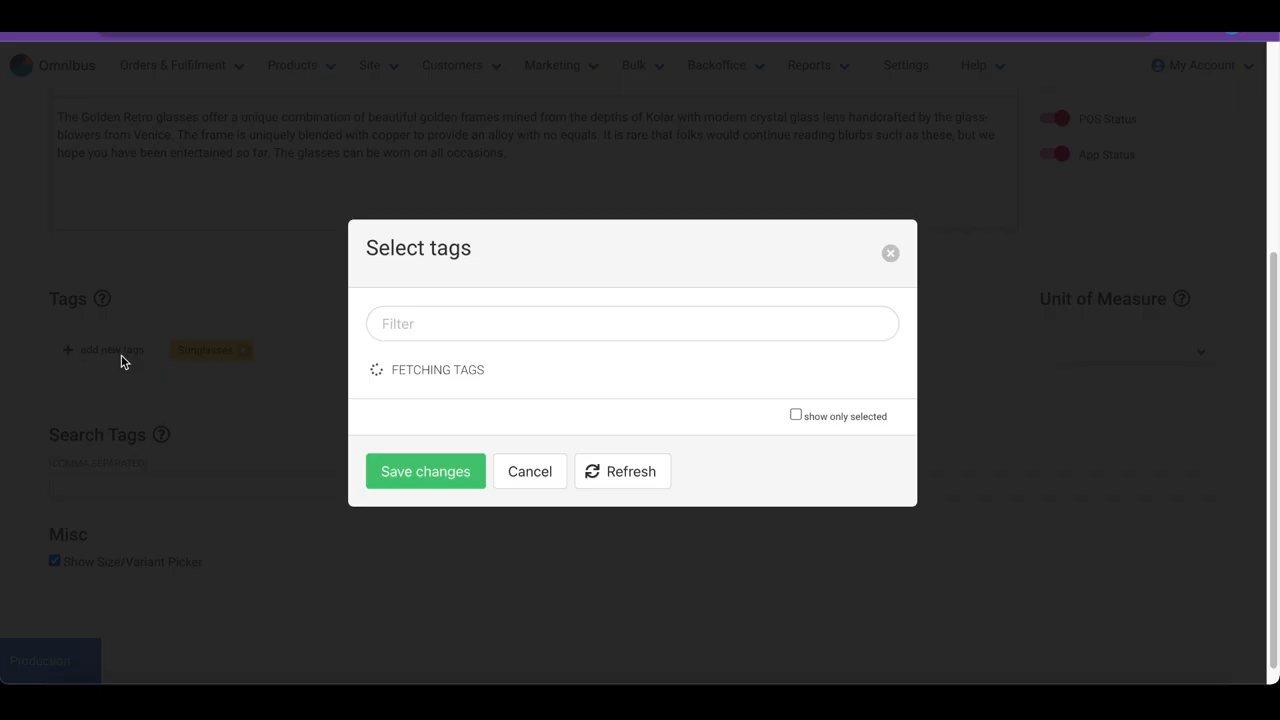 Omnibus Orders & Fulfilment Products Site Customers Marketing Bulk Backoffice Reports Settings Help My Account
The Golden Retro glasses offer a unique combination of beautiful golden frames mined from the depths of Kolar with modern crystal glass lens handcrafted by the glass-
blowers from Venice. The frame is uniquely blended with copper to provide an alloy with no equals. It is rare that folks would continue reading blurbs such as these, but we
hope you have been entertained so far. The glasses can be worn on all occasions.
POS Status
App Status
Select tags
Filter
FETCHING TAGS
show only selected
Save changes Cancel Refresh
Tags ?
+ add new tags Sunglasses
Unit of Measure ?
Search Tags ?
(COMMA SEPARATED)
Misc
Show Size/Variant Picker
Production